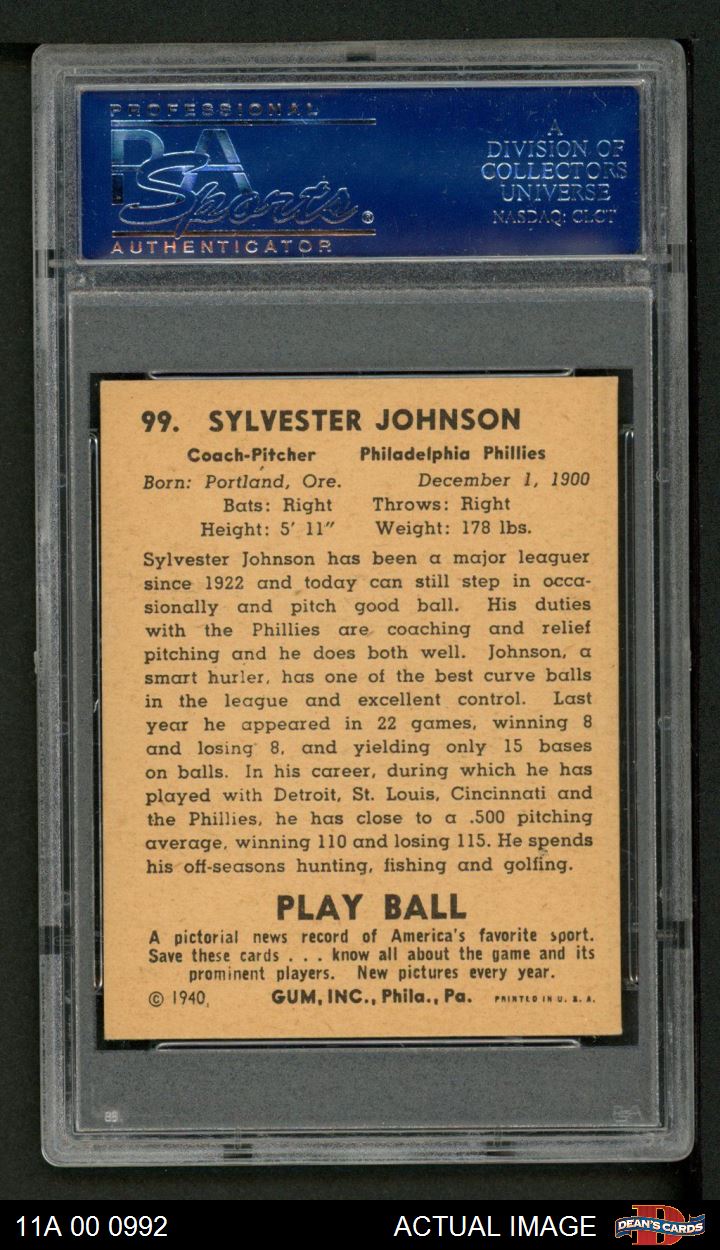 PROFESSIONAL
PSA
Sports®
AUTHENTICATOR
A
DIVISION OF
COLLECTORS
UNIVERSE
NASDAQ: CLCT
99. SYLVESTER JOHNSON
Coach-Pitcher Philadelphia Phillies
Born: Portland, Ore. December 1, 1900
Bats: Right Throws: Right
Height: 5' 11" Weight: 178 lbs.
Sylvester Johnson has been a major leaguer
since 1922 and today can still step in occa-
sionally and pitch good ball. His duties
with the Phillies are coaching and relief
pitching and he does both well. Johnson, a
smart hurler, has one of the best curve balls
in the league and excellent control. Last
year he appeared in 22 games, winning 8
and losing 8, and yielding only 15 bases
on balls. In his career, during which he has
played with Detroit, St. Louis, Cincinnati and
the Phillies, he has close to a .500 pitching
average, winning 110 and losing 115. He spends
his off-seasons hunting, fishing and golfing.
PLAY BALL
A pictorial news record of America's favorite sport.
Save these cards . . . know all about the game and its
prominent players. New pictures every year.
© 1940, GUM, INC., Phila., Pa. PRINTED IN U. S. A.
PSA
11A 00 0992 ACTUAL IMAGE
D
DEAN'S CARDS